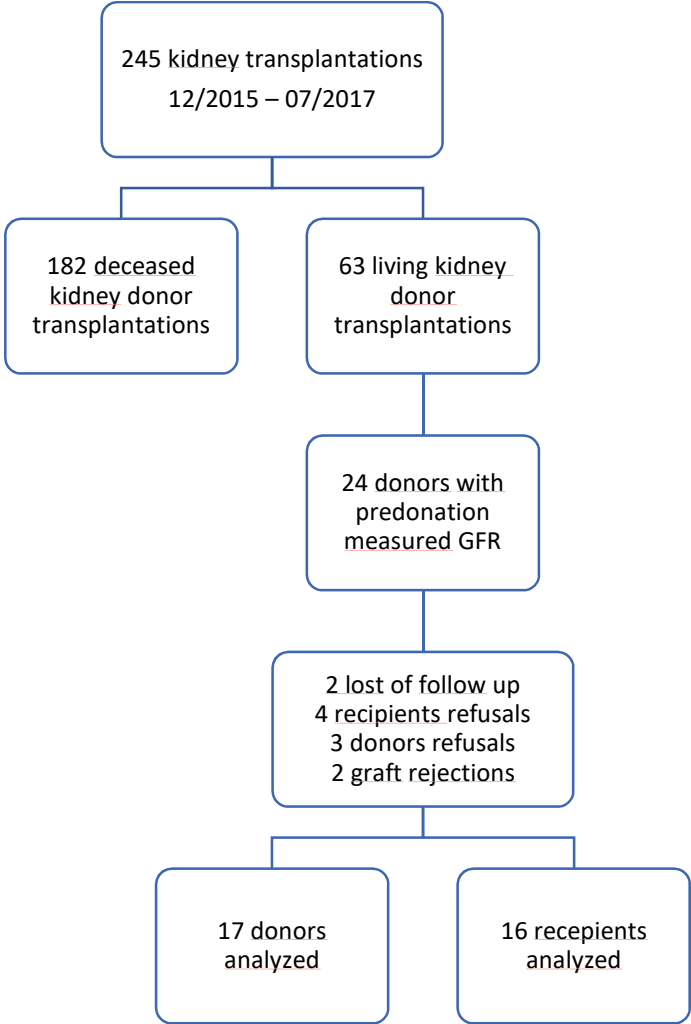 245 kidney transplantations
12/2015 – 07/2017
182 deceased
kidney donor
transplantations
63 living kidney
donor
transplantations
24 donors with
predonation
measured GFR
2 lost of follow up
4 recipients refusals
3 donors refusals
2 graft rejections
17 donors
analyzed
16 recepients
analyzed